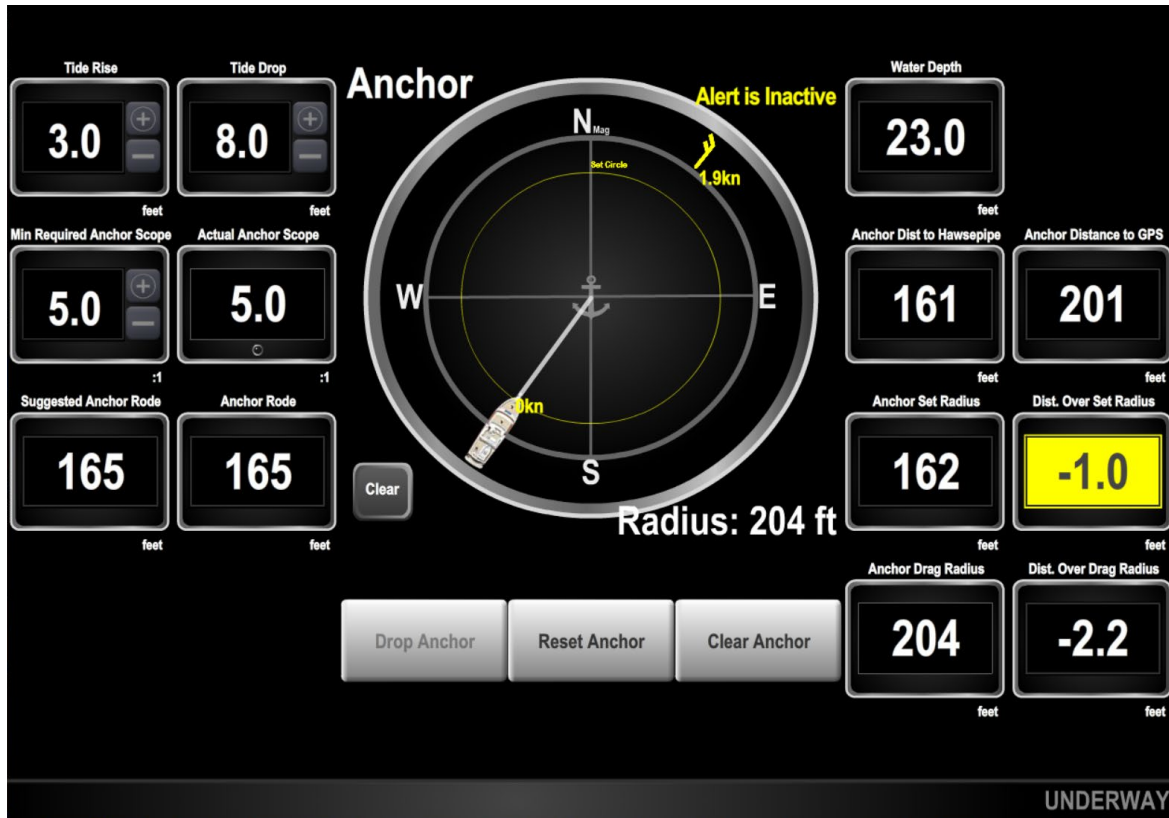 Tide Rise
3.0
feet
Tide Drop
8.0
feet
Anchor
Alert is Inactive
Water Depth
23.0
feet
Min Required Anchor Scope
5.0
:1
Actual Anchor Scope
5.0
:1
N Mag
Set Circle
1.9kn
W
E
0kn
S
Anchor Dist to Hawsepipe
161
feet
Anchor Distance to GPS
201
feet
Suggested Anchor Rode
165
feet
Anchor Rode
165
feet
Clear
Radius: 204 ft
Anchor Set Radius
162
feet
Dist. Over Set Radius
-1.0
feet
Drop Anchor
Reset Anchor
Clear Anchor
Anchor Drag Radius
204
feet
Dist. Over Drag Radius
-2.2
feet
UNDERWAY